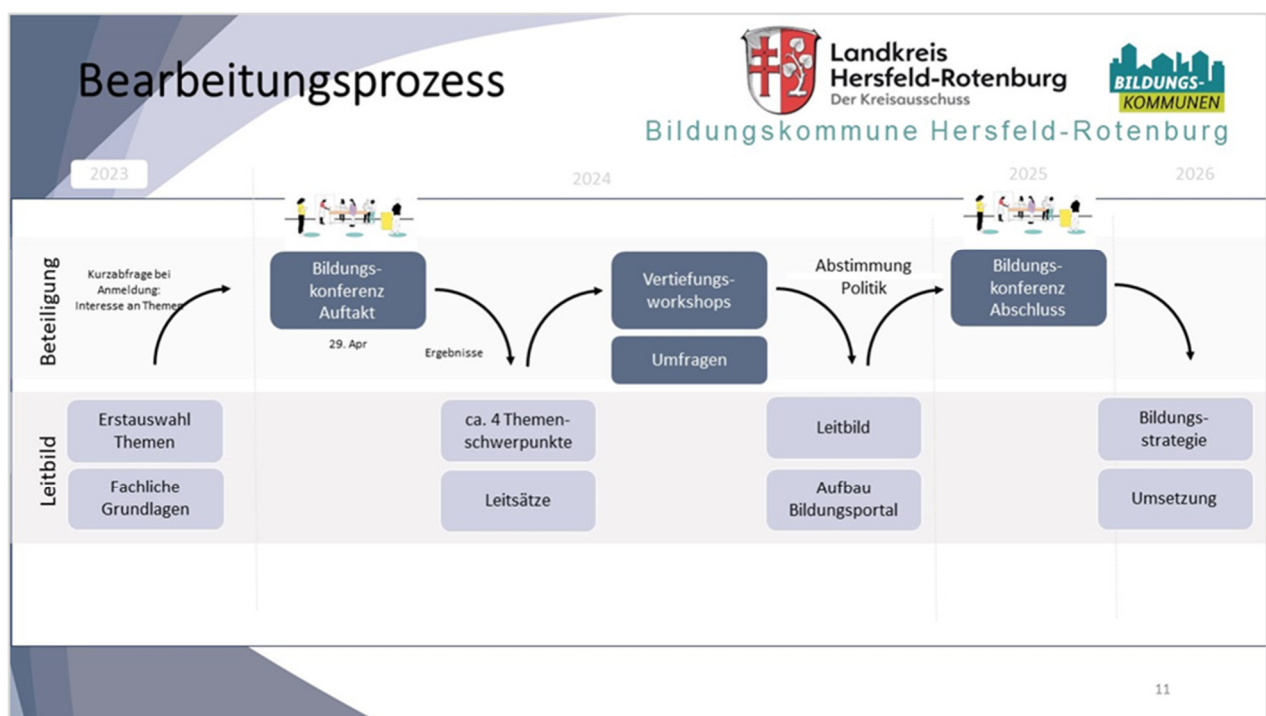 Bearbeitungsprozess
Landkreis
Hersfeld-Rotenburg
Der Kreisausschuss
BILDUNGS-
KOMMUNEN
Bildungskommune Hersfeld-Rotenburg
2023
2024
2025
2026
Beteiligung
Kurzabfrage bei
Anmeldung:
Interesse an Themen
Bildungs-
konferenz
Auftakt
29. Apr
Ergebnisse
Vertiefungs-
workshops
Umfragen
Abstimmung
Politik
Bildungs-
konferenz
Abschluss
Leitbild
Erstauswahl
Themen
Fachliche
Grundlagen
ca. 4 Themen-
schwerpunkte
Leitsätze
Leitbild
Aufbau
Bildungsportal
Bildungs-
strategie
Umsetzung
11